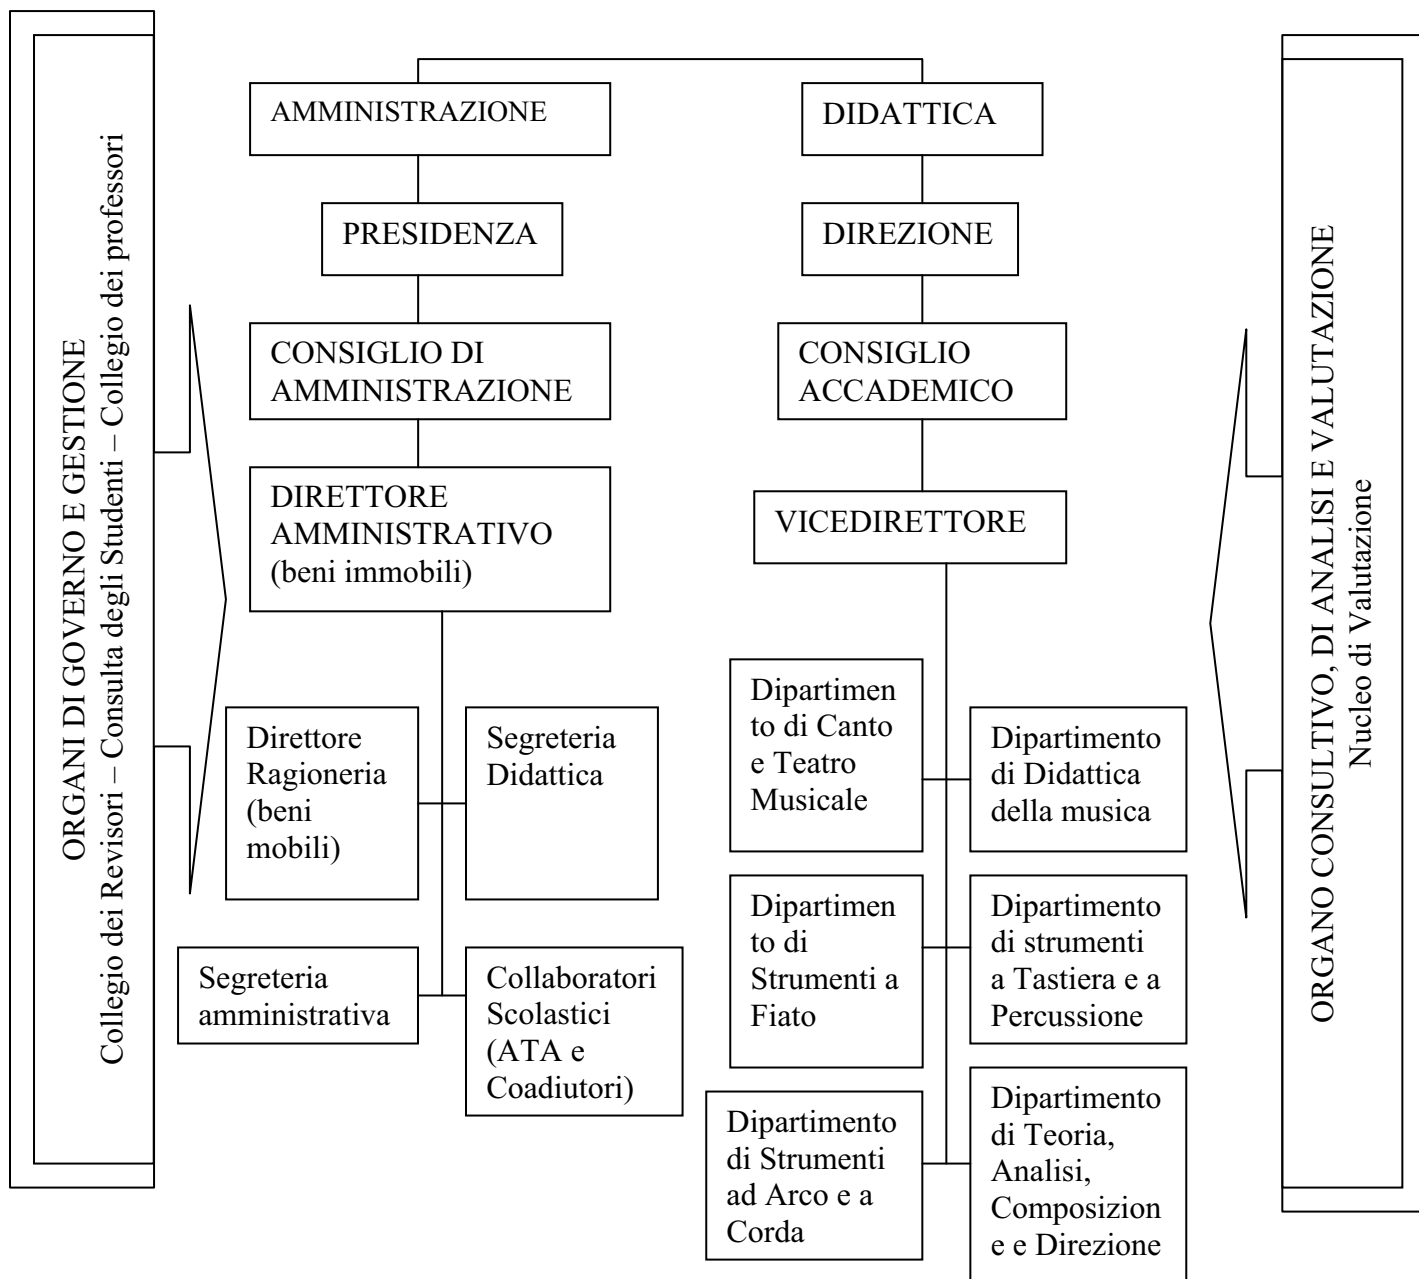 ORGANI DI GOVERNO E GESTIONE
Collegio dei Revisori – Consulta degli Studenti – Collegio dei professori
AMMINISTRAZIONE
PRESIDENZA
CONSIGLIO DI
AMMINISTRAZIONE
DIRETTORE
AMMINISTRATIVO
(beni immobili)
Direttore
Ragioneria
(beni
mobili)
Segreteria
Didattica
Segreteria
amministrativa
Collaboratori
Scolastici
(ATA e
Coadiutori)
DIDATTICA
DIREZIONE
CONSIGLIO
ACCADEMICO
VICEDIRETTORE
Dipartimen
to di Canto
e Teatro
Musicale
Dipartimento
di Didattica
della musica
Dipartimen
to di
Strumenti a
Fiato
Dipartimento
di strumenti
a Tastiera e a
Percussione
Dipartimento
di Strumenti
ad Arco e a
Corda
Dipartimento
di Teoria,
Analisi,
Composizion
e e Direzione
ORGANO CONSULTIVO, DI ANALISI E VALUTAZIONE
Nucleo di Valutazione